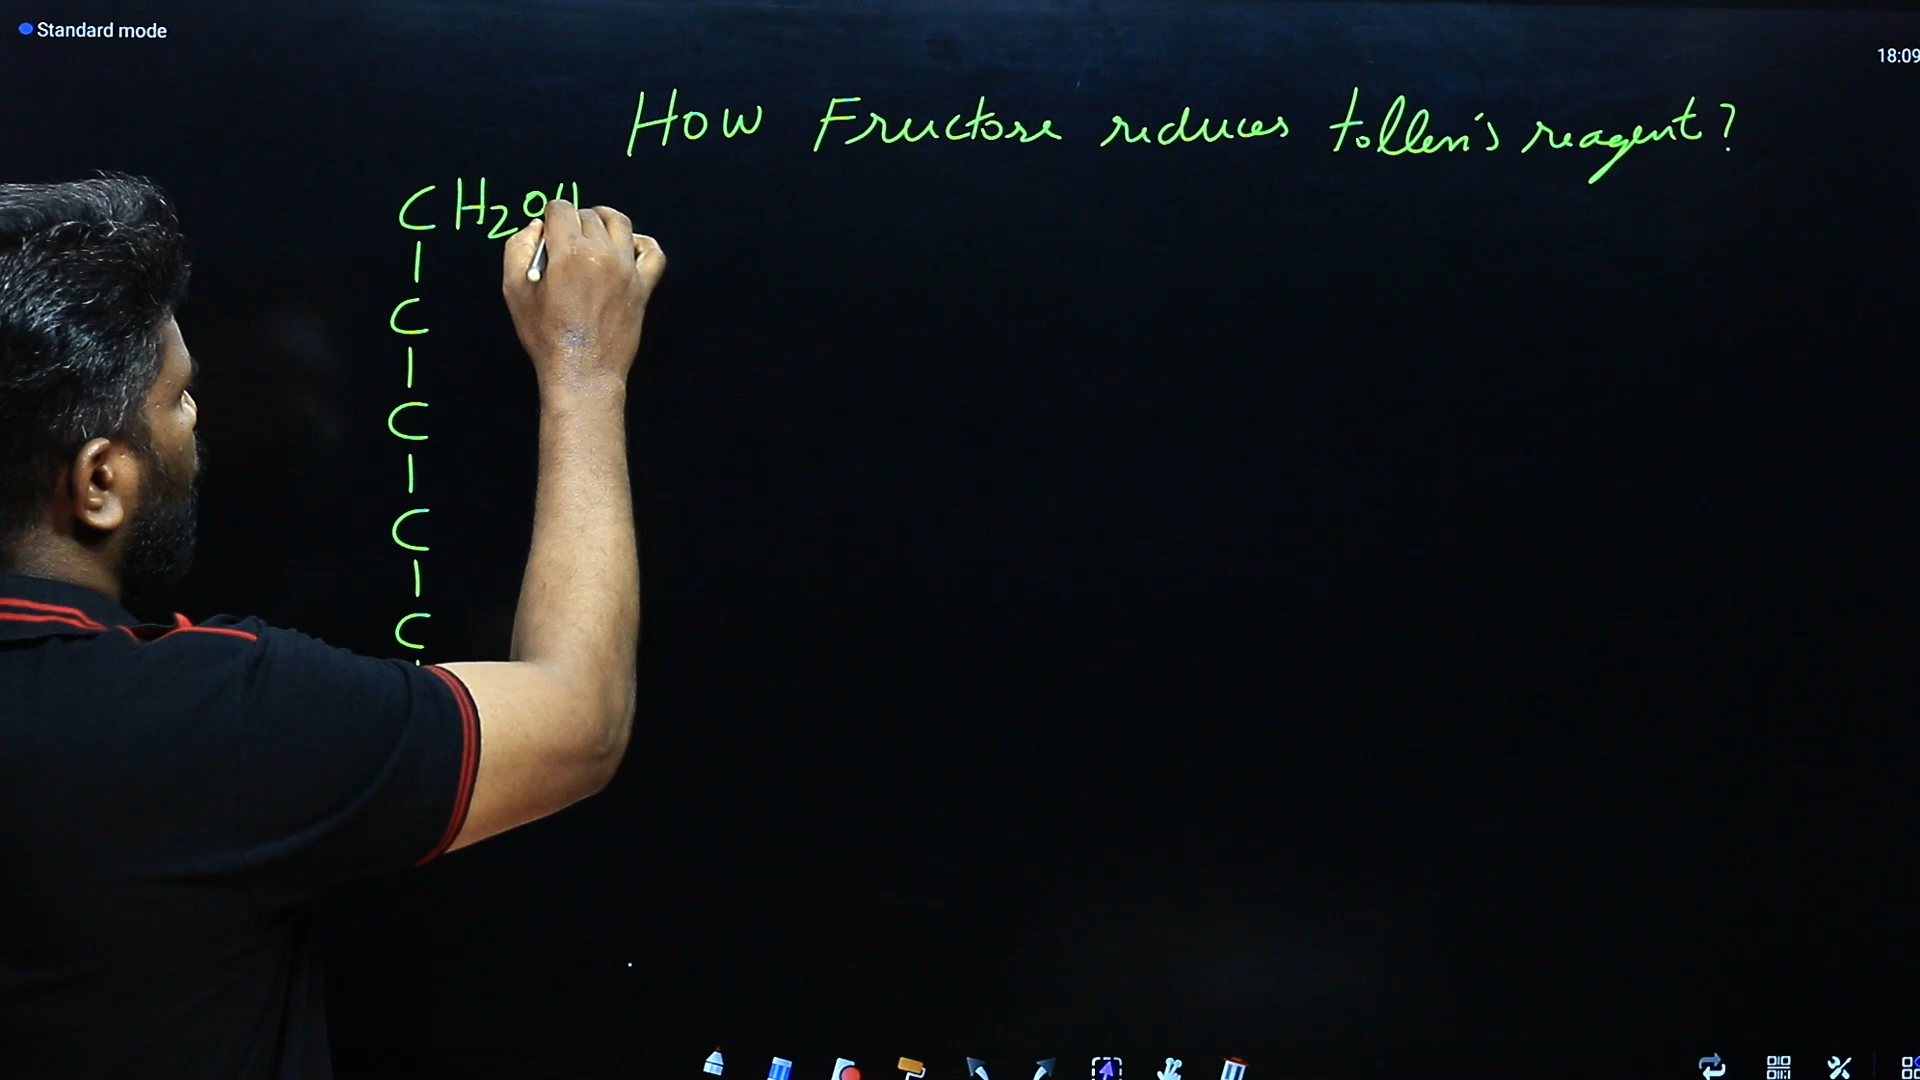 Standard mode
18:09
How Fructose reduces tollen's reagent?
CH2OH
C
C
C
C